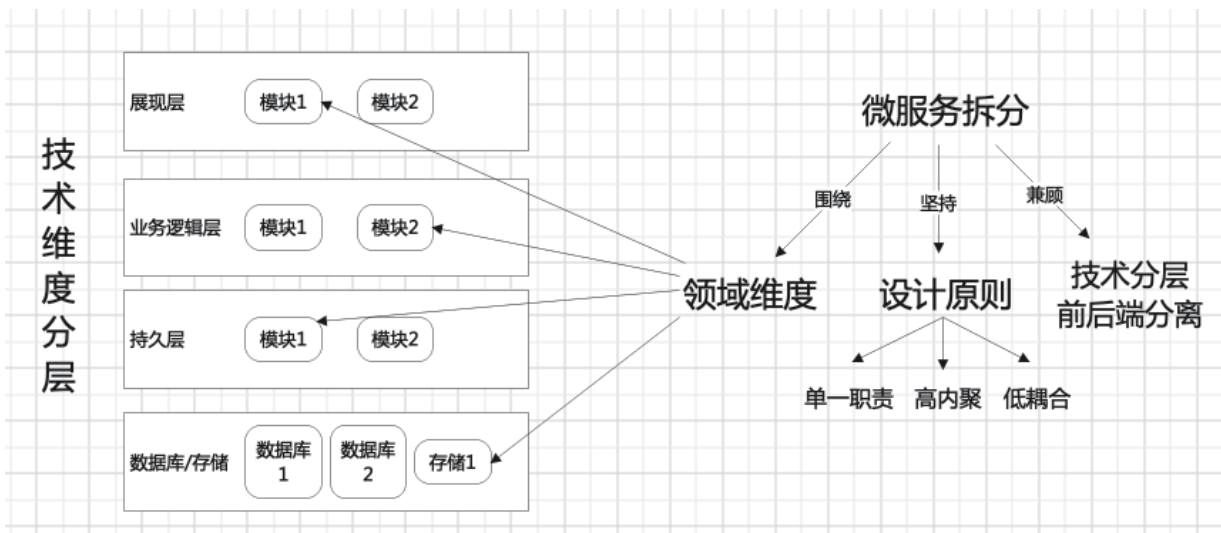 技术维度分层
展现层
模块1
模块2
业务逻辑层
模块1
模块2
持久层
模块1
模块2
数据库/存储
数据库
1
数据库
2
存储1
微服务拆分
围绕
坚持
兼顾
领域维度
设计原则
技术分层
前后端分离
单一职责
高内聚
低耦合